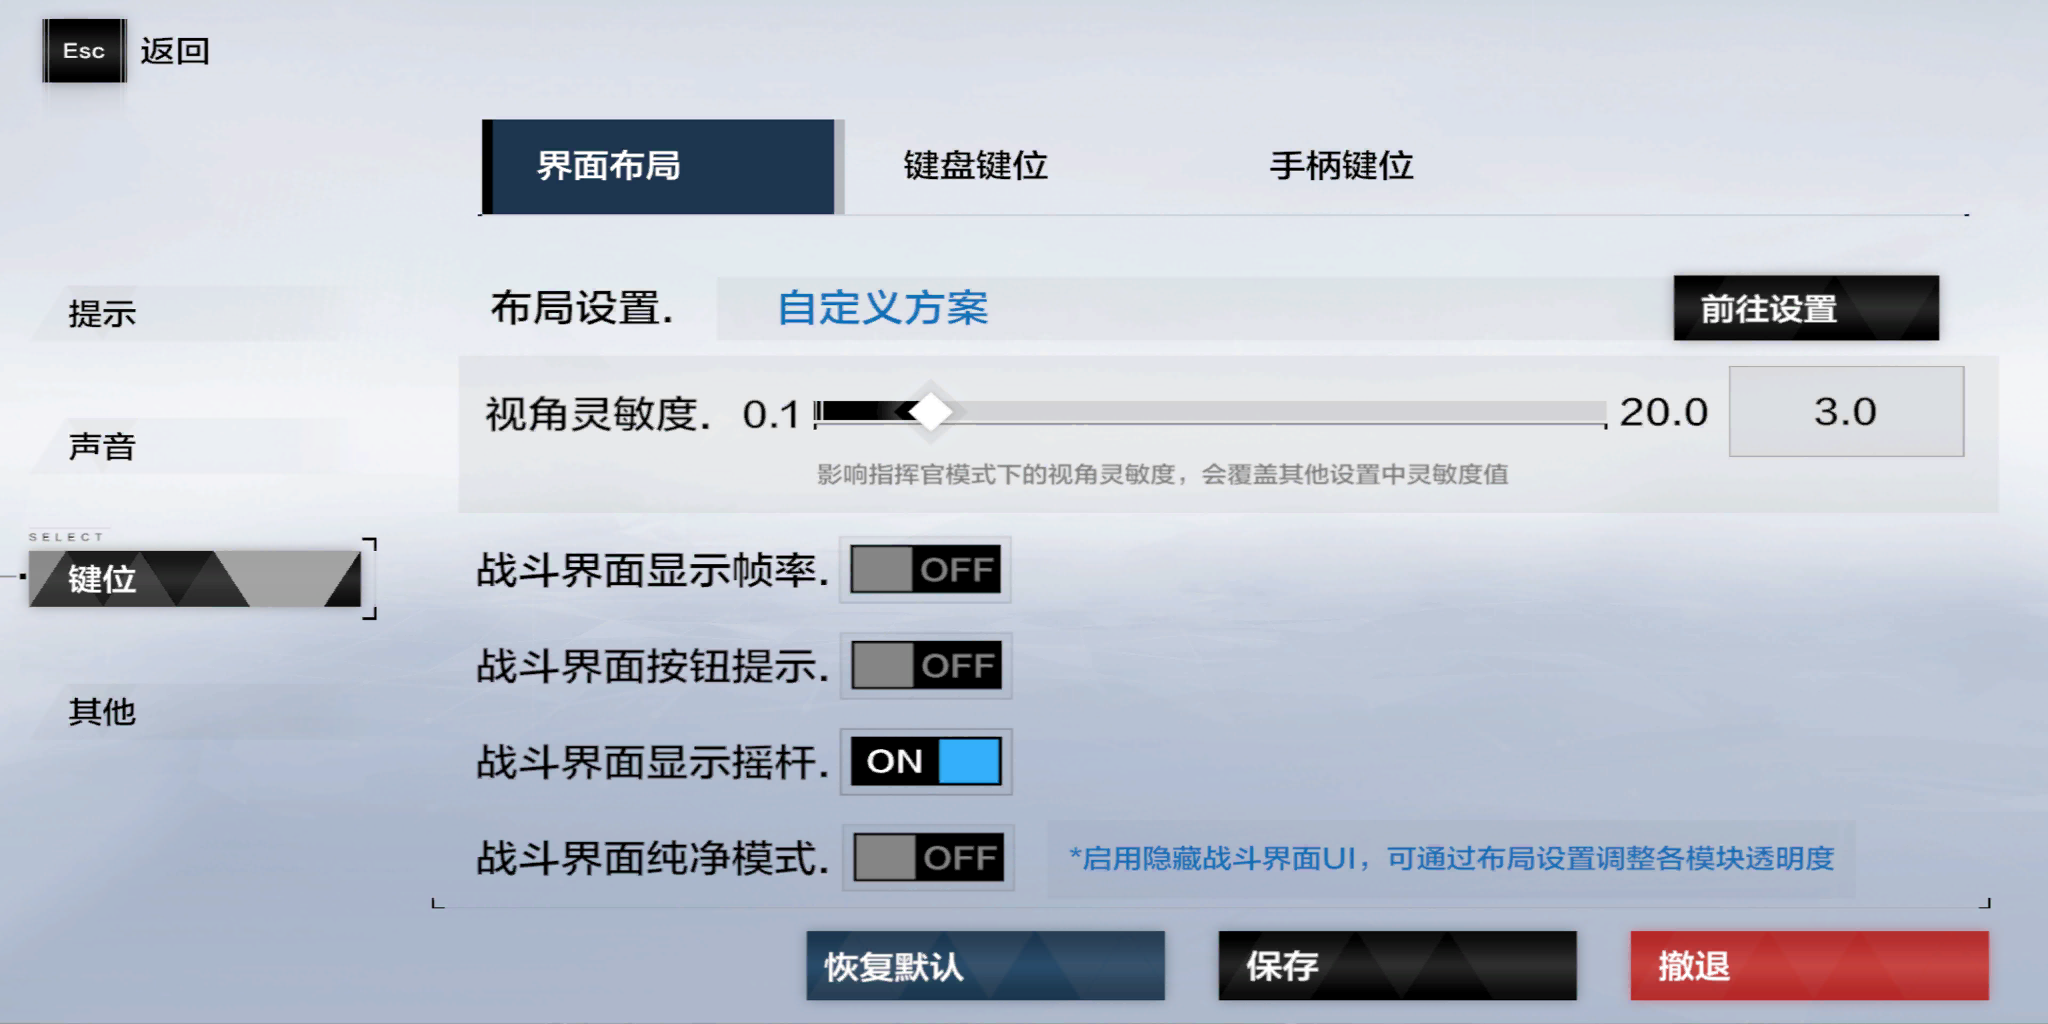 Esc 返回
界面布局 键盘键位 手柄键位
布局设置. 自定义方案 前往设置
提示
视角灵敏度. 0.1 20.0 3.0
影响指挥官模式下的视角灵敏度，会覆盖其他设置中灵敏度值
声音
SELECT
键位
战斗界面显示帧率. OFF
战斗界面按钮提示. OFF
其他
战斗界面显示摇杆. ON
战斗界面纯净模式. OFF *启用隐藏战斗界面UI，可通过布局设置调整各模块透明度
恢复默认 保存 撤退